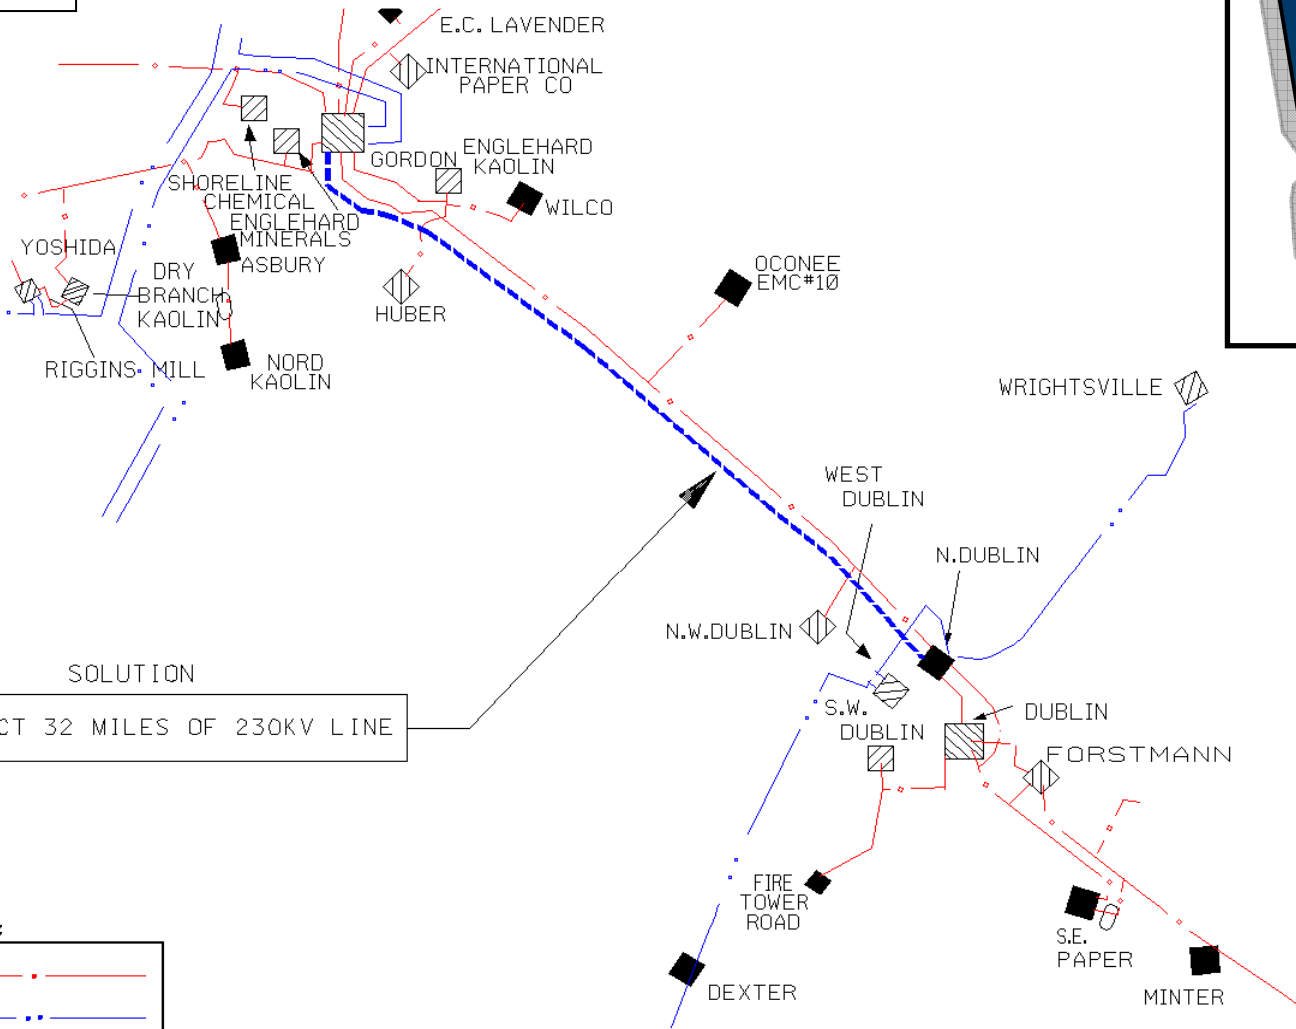 E.C. LAVENDER
INTERNATIONAL
PAPER CO
GORDON
ENGLEHARD
KAOLIN
WILCO
SHORELINE
CHEMICAL
ENGLEHARD
MINERALS
ASBURY
YOSHIDA
DRY
BRANCH
KAOLIN
HUBER
OCONEE
EMC#10
RIGGINS MILL
NORD
KAOLIN
WRIGHTSVILLE
WEST
DUBLIN
N.DUBLIN
N.W.DUBLIN
SOLUTION
CT 32 MILES OF 230KV LINE
S.W.
DUBLIN
DUBLIN
FORSTMANN
FIRE
TOWER
ROAD
S.E.
PAPER
DEXTER
MINTER